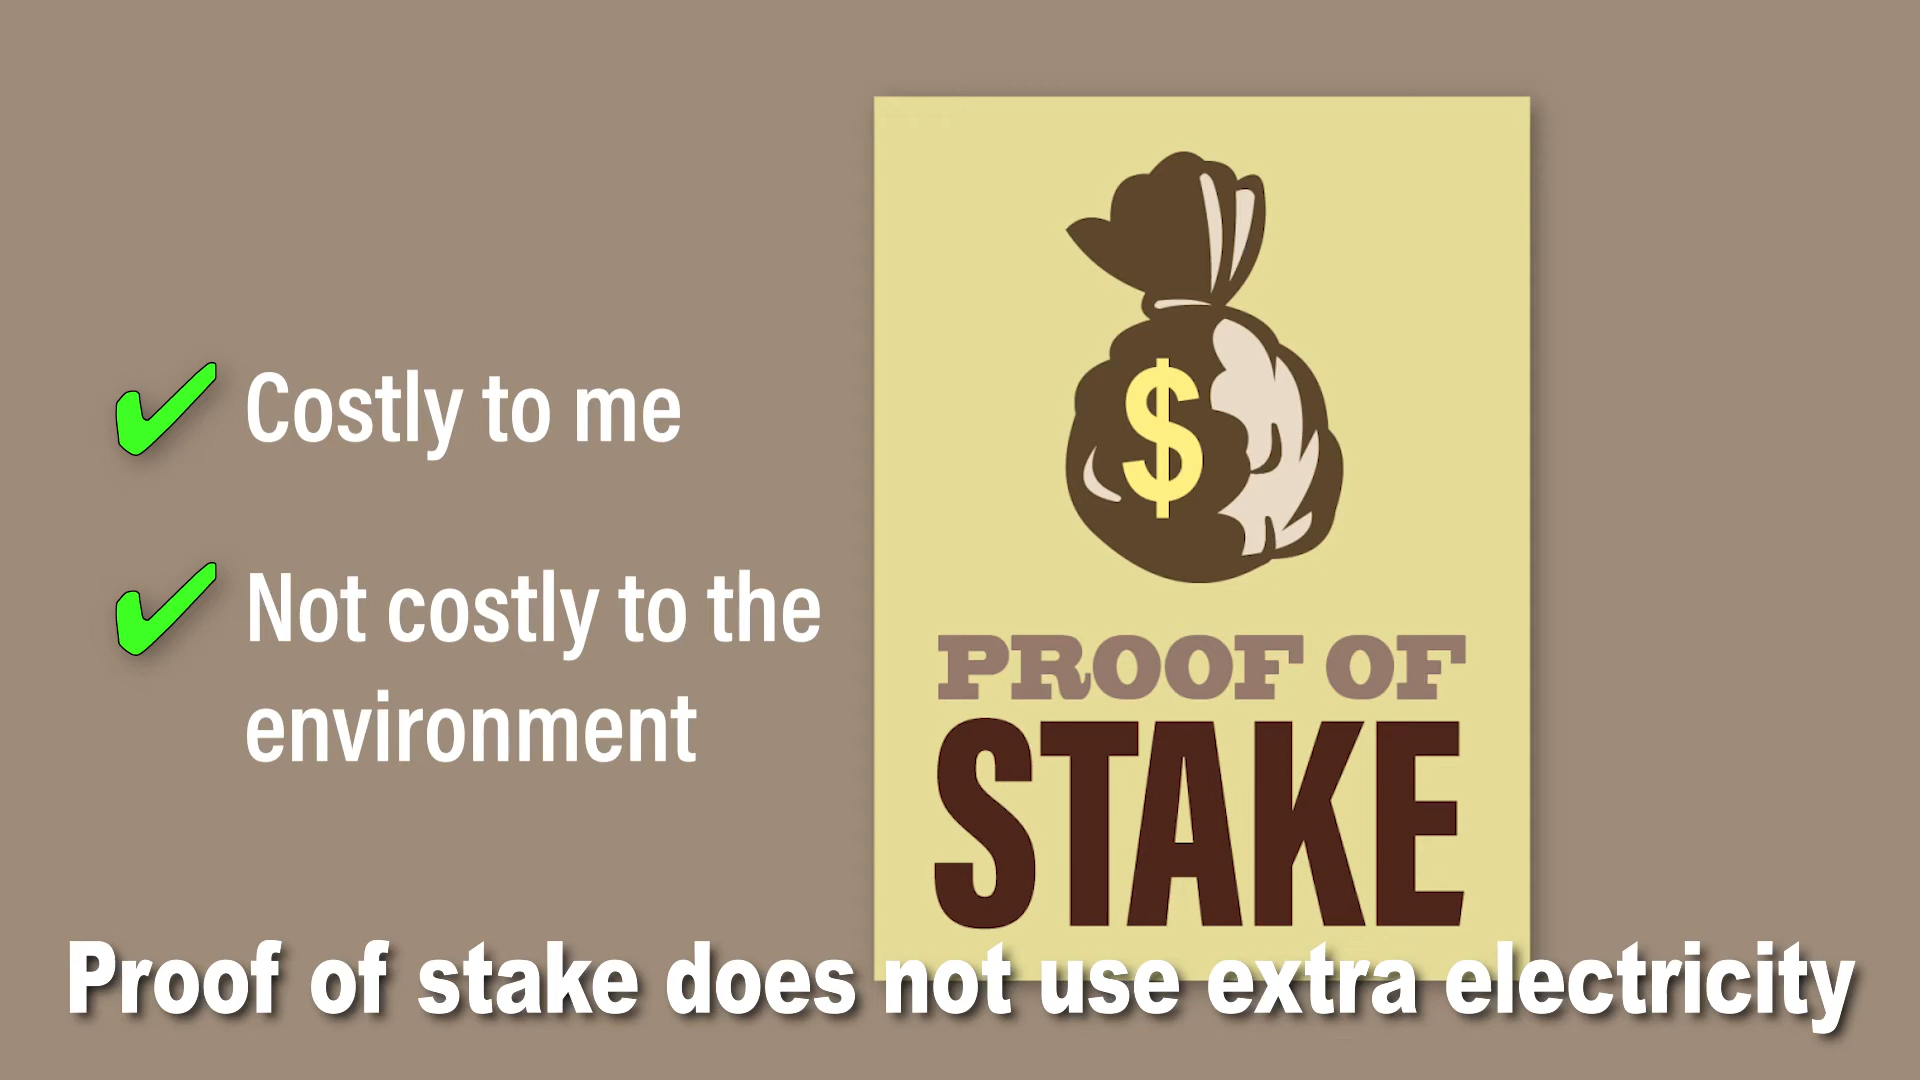 Costly to me
Not costly to the
environment
$
PROOF OF
STAKE
Proof of stake does not use extra electricity